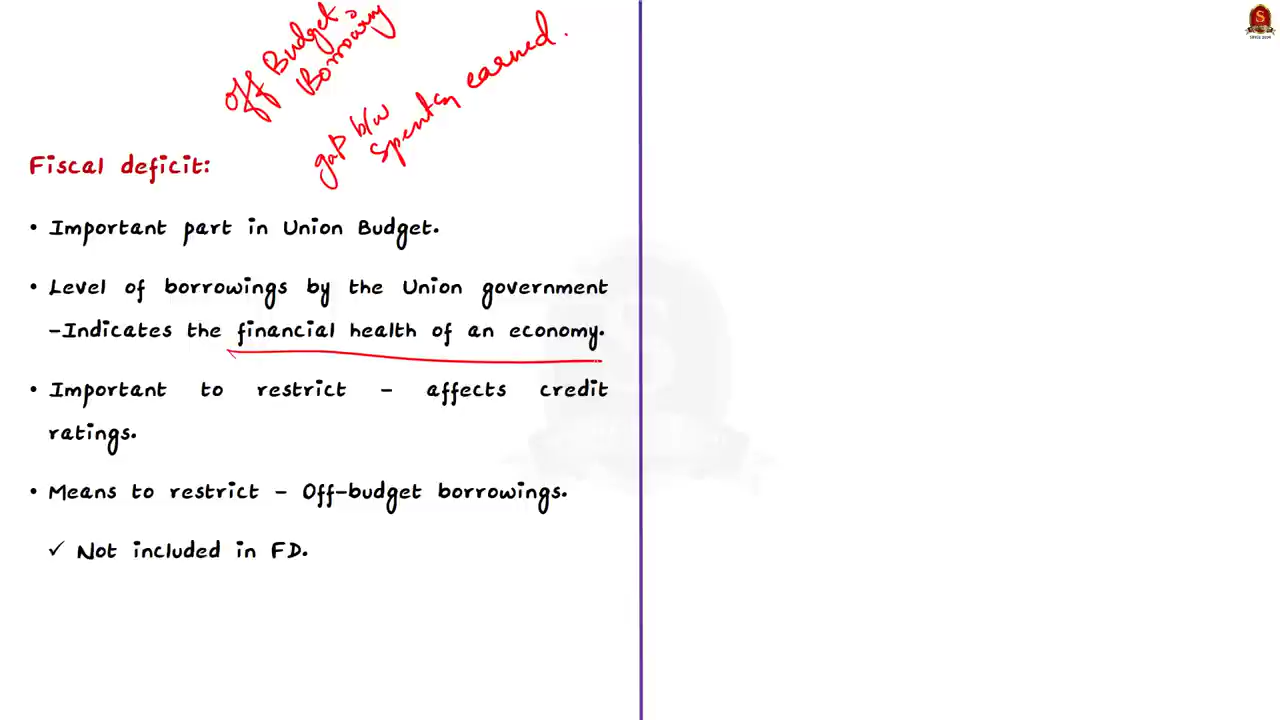 Off Budget
Borrowing
gap b/w
spent & earned.
Fiscal deficit:
• Important part in Union Budget.
• Level of borrowings by the Union government
-Indicates the financial health of an economy.
• Important to restrict - affects credit
ratings.
• Means to restrict - Off-budget borrowings.
✓ Not included in FD.
S